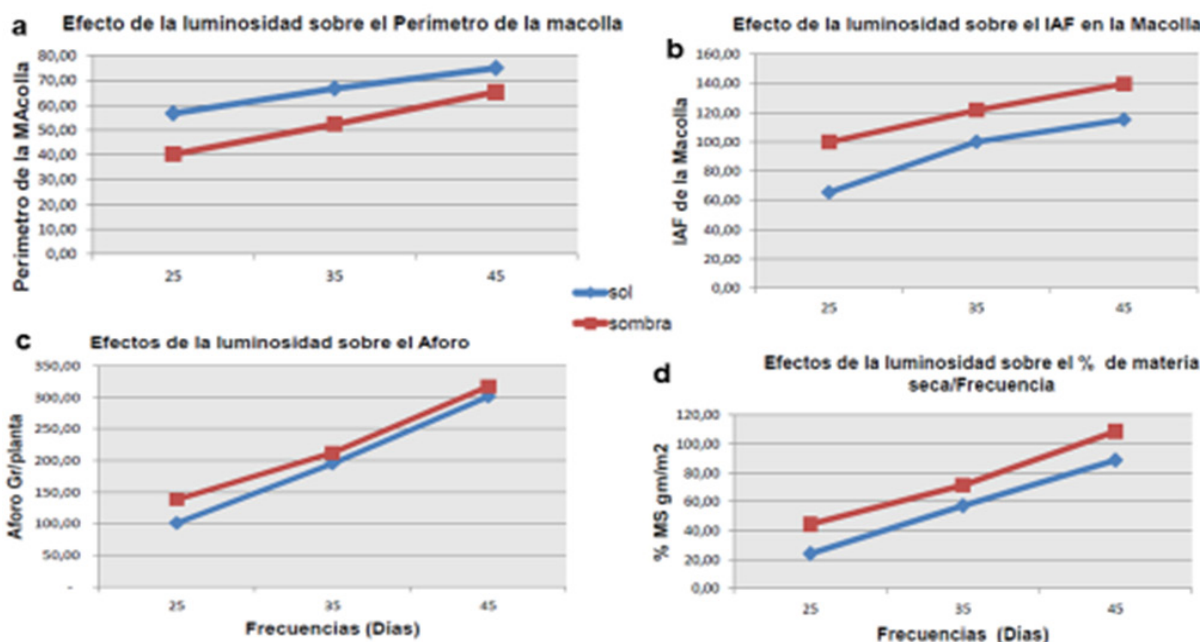 a
Efecto de la luminosidad sobre el Perímetro de la macolla
80,00
70,00
60,00
50,00
40,00
30,00
20,00
10,00
0,00
Perímetro de la MAcolla
25 35 45
b
Efecto de la luminosidad sobre el IAF en la Macolla
160,00
140,00
120,00
100,00
80,00
60,00
40,00
20,00
0,00
IAF de la Macolla
25 35 45
sol
sombra
c
Efectos de la luminosidad sobre el Aforo
350,00
300,00
250,00
200,00
150,00
100,00
50,00
-
Aforo Gr/planta
25 35 45
Frecuencias (Días)
d
Efectos de la luminosidad sobre el % de materia
seca/Frecuencia
120,00
100,00
80,00
60,00
40,00
20,00
0,00
% MS gm/m2
25 35 45
Frecuencias (Días)